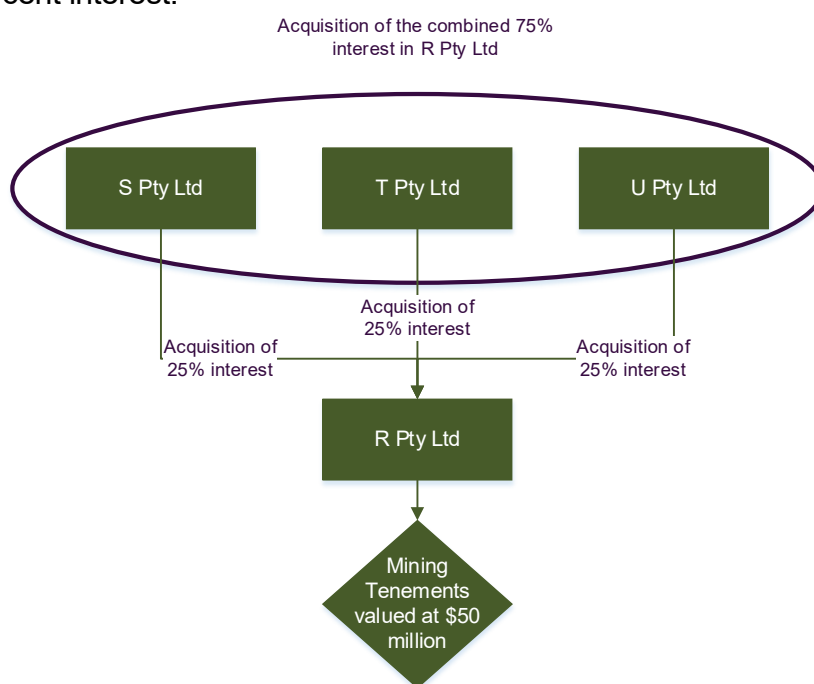 interest.
Acquisition of the combined 75%
interest in R Pty Ltd
S Pty Ltd
T Pty Ltd
U Pty Ltd
Acquisition of
25% interest
Acquisition of
25% interest
Acquisition of
25% interest
R Pty Ltd
Mining
Tenements
valued at $50
million